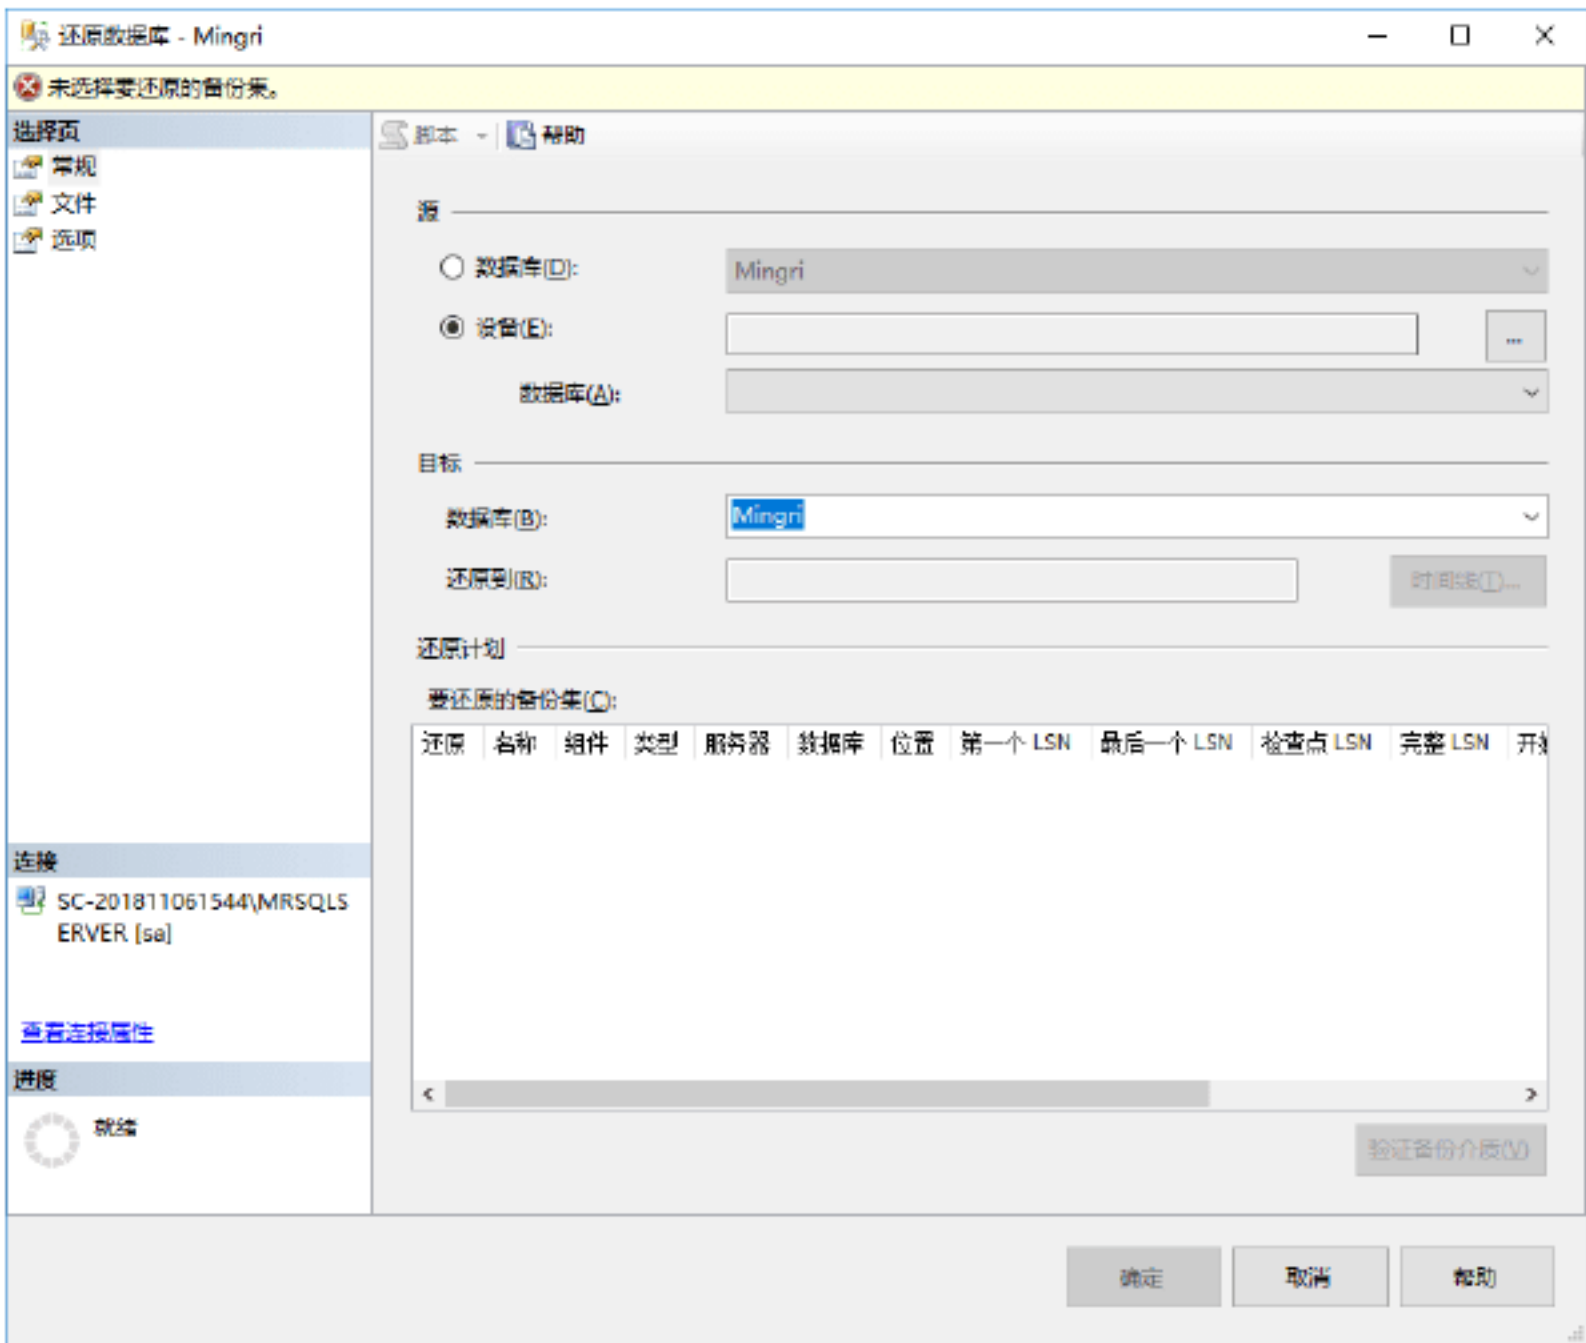 还原数据库 - Mingri
未选择要还原的备份集。
选择页
常规
文件
选项
脚本
帮助
源
数据库(D):
Mingri
设备(E):
...
数据库(A):
目标
数据库(B):
Mingri
还原到(R):
时间线(T)...
还原计划
要还原的备份集(C):
还原 名称 组件 类型 服务器 数据库 位置 第一个 LSN 最后一个 LSN 检查点 LSN 完整 LSN 开
连接
SC-201811061544\MRSQLS
ERVER [sa]
查看连接属性
进度
就绪
验证备份介质(V)
确定
取消
帮助